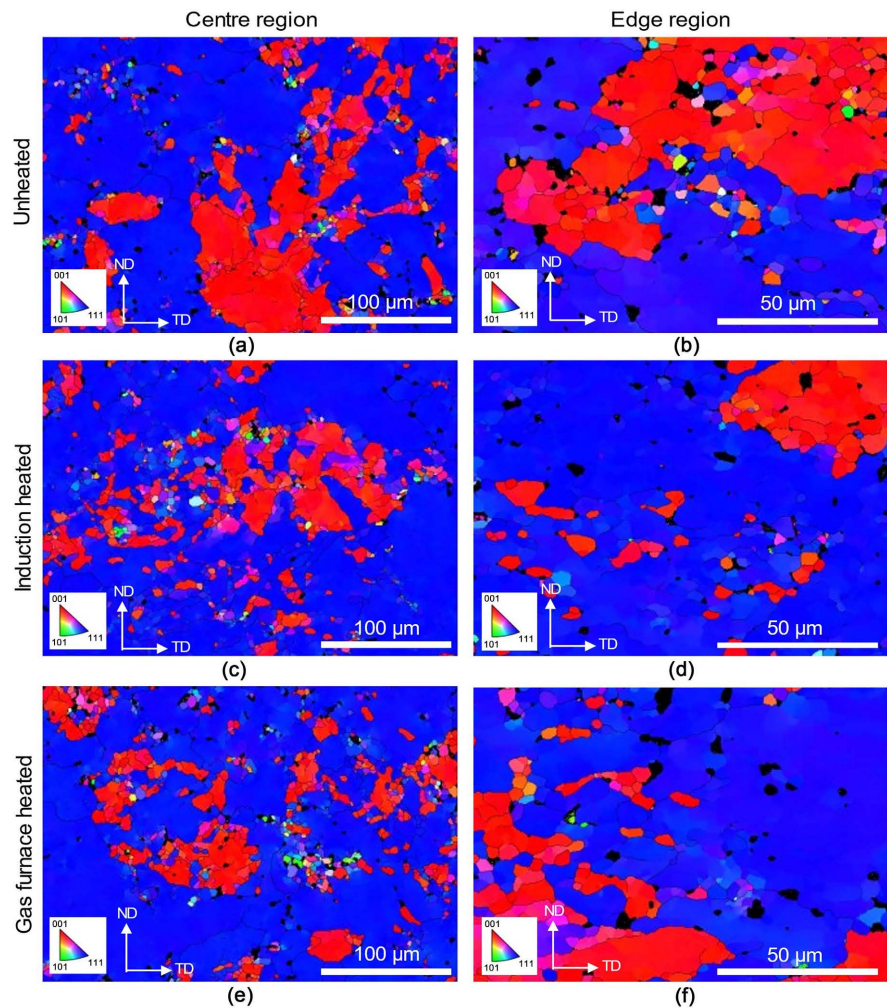 Centre region
Edge region
Unheated
001
101
111
ND
TD
100 µm
(a)
001
101
111
ND
TD
50 µm
(b)
Induction heated
001
101
111
ND
TD
100 µm
(c)
001
101
111
ND
TD
50 µm
(d)
Gas furnace heated
001
101
111
ND
TD
100 µm
(e)
001
101
111
ND
TD
50 µm
(f)